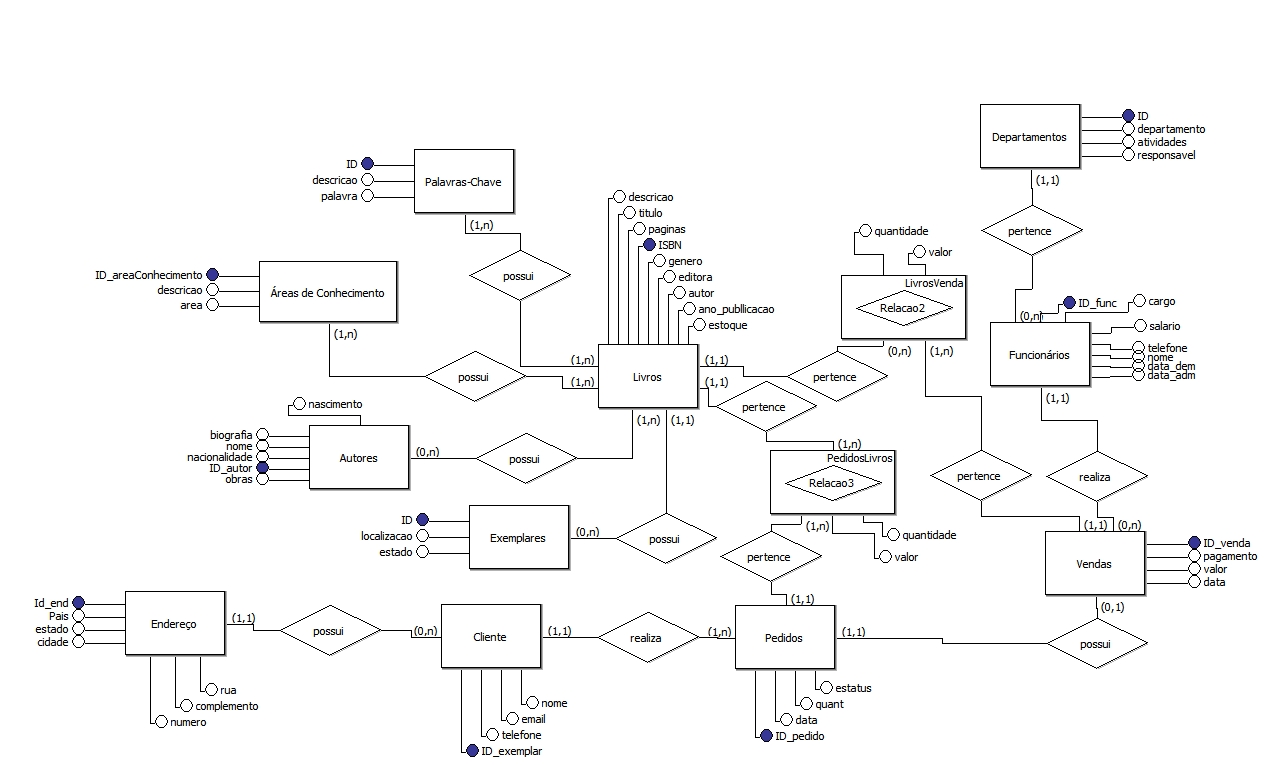 Departamentos
ID
departamento
atividades
responsavel
(1,1)
pertence
(0,n)
ID_func
cargo
salario
telefone
nome
data_dem
data_adm
Funcionários
(1,1)
realiza
(0,n)
ID
descricao
palavra
Palavras-Chave
(1,n)
possui
(1,n)
ID_areaConhecimento
descricao
area
Áreas de Conhecimento
(1,n)
possui
(1,n)
descricao
titulo
paginas
ISBN
genero
editora
autor
ano_publlicacao
estoque
Livros
(1,1)
(1,1)
(1,n)
(1,1)
quantidade
valor
LivrosVenda
Relacao2
(0,n)
(1,n)
pertence
pertence
(1,n)
PedidosLivros
Relacao3
(1,n)
quantidade
valor
pertence
(1,1)
pertence
(1,1)
nascimento
biografia
nome
nacionalidade
ID_autor
obras
Autores
(0,n)
possui
ID
localizacao
estado
Exemplares
(0,n)
possui
Vendas
ID_venda
pagamento
valor
data
(0,1)
possui
Id_end
Pais
estado
cidade
Endereço
(1,1)
possui
(0,n)
Cliente
(1,1)
realiza
(1,n)
Pedidos
(1,1)
rua
complemento
numero
nome
email
telefone
ID_exemplar
estatus
quant
data
ID_pedido